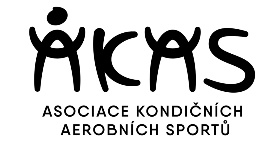 AKAS
ASOCIACE KONDIČNÍCH
AEROBNÍCH SPORTŮ